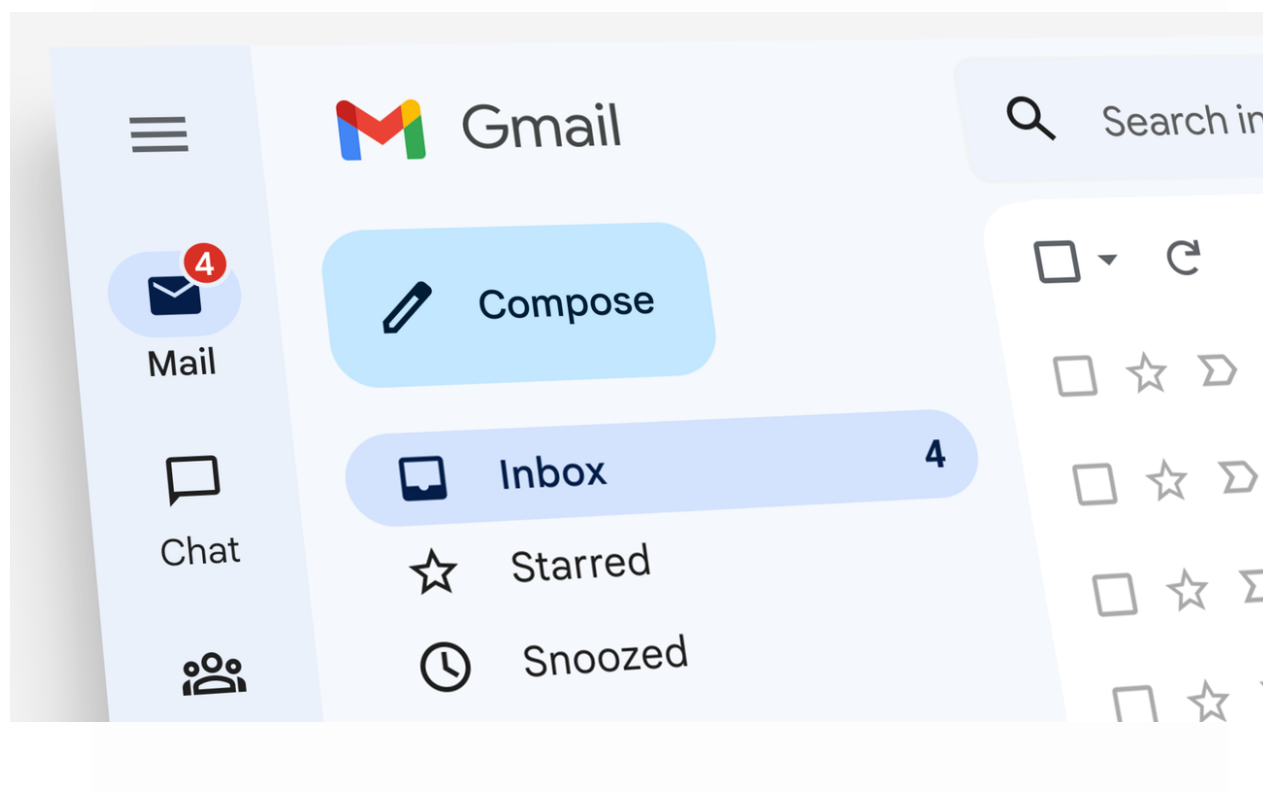 Gmail
Search in
4
Mail
Compose
Inbox 4
Chat
Starred
Snoozed